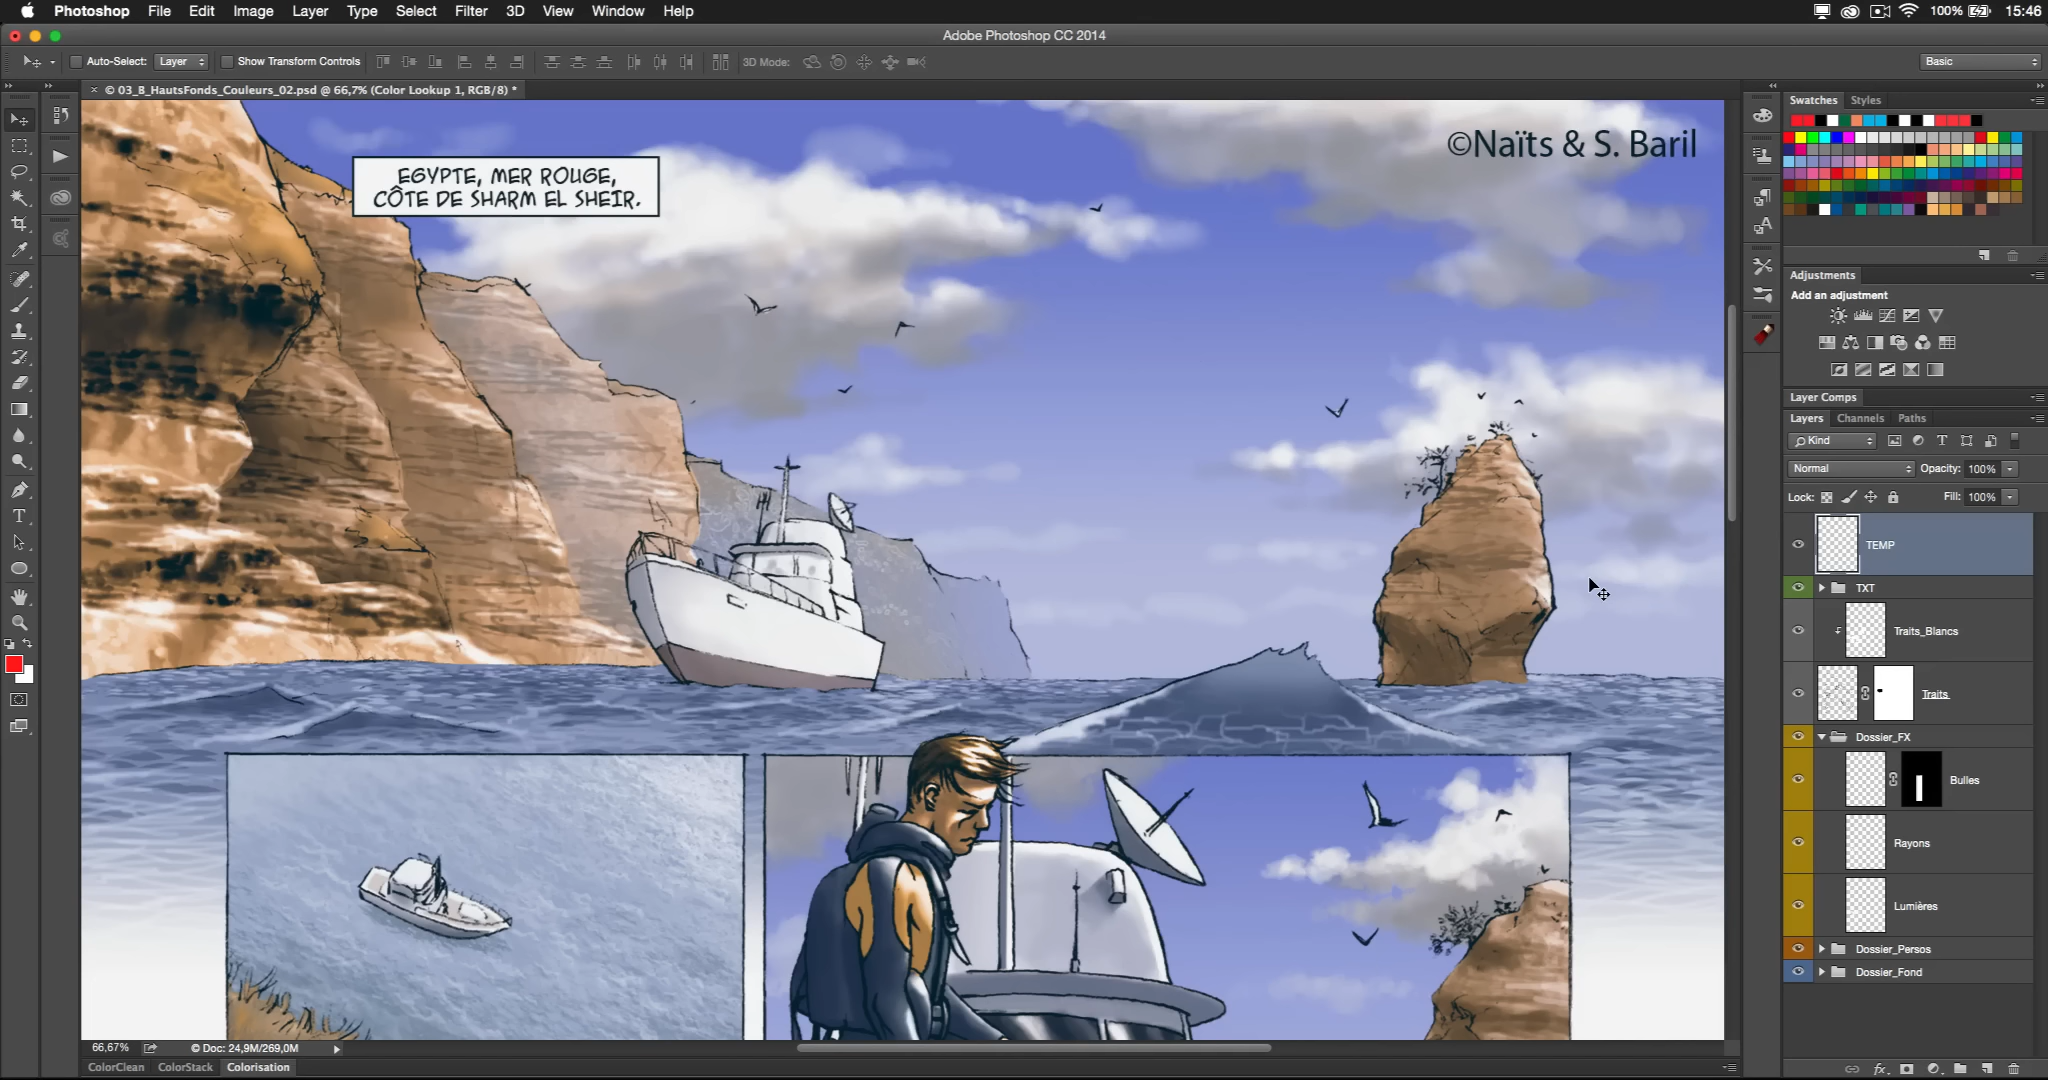 Photoshop File Edit Image Layer Type Select Filter 3D View Window Help 100% 15:46
Adobe Photoshop CC 2014
Auto-Select: Layer Show Transform Controls 3D Mode: Basic
× © 03_B_HautsFonds_Couleurs_02.psd @ 66,7% (Color Lookup 1, RGB/8) *
EGYPTE, MER ROUGE,
CÔTE DE SHARM EL SHEIR.
©Naïts & S. Baril
Swatches Styles
Adjustments
Add an adjustment
Layer Comps
Layers Channels Paths
Kind
Normal Opacity: 100%
Lock: Fill: 100%
TEMP
TXT
Traits_Blancs
Traits
Dossier_FX
Bulles
Rayons
Lumières
Dossier_Persos
Dossier_Fond
66,67% © Doc: 24,9M/269,0M
ColorClean ColorStack Colorisation